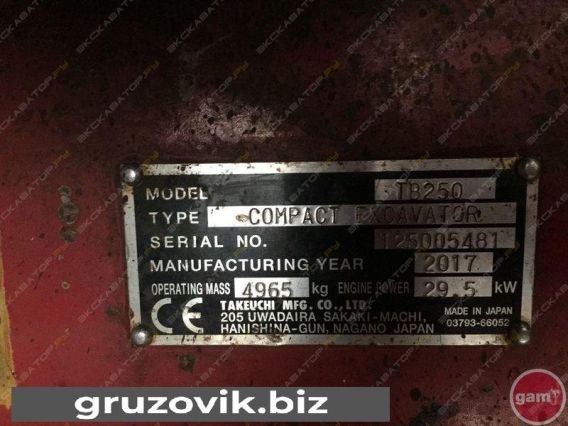 MODEL TB250
TYPE COMPACT EXCAVATOR
SERIAL NO. 125005481
MANUFACTURING YEAR 2017
OPERATING MASS 4965 kg ENGINE POWER 29.5 kW
CE TAKEUCHI MFG. CO., LTD.
205 UWADAIRA SAKAKI-MACHI,
HANISHINA-GUN, NAGANO JAPAN
MADE IN JAPAN
03793-66052
gruzovik.biz
gam
ЭКСКАВАТОР.РУ